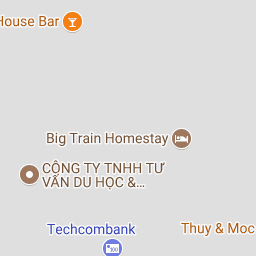 House Bar
Big Train Homestay
CÔNG TY TNHH TƯ
VẤN DU HỌC &...
Techcombank
Thuy & Moc